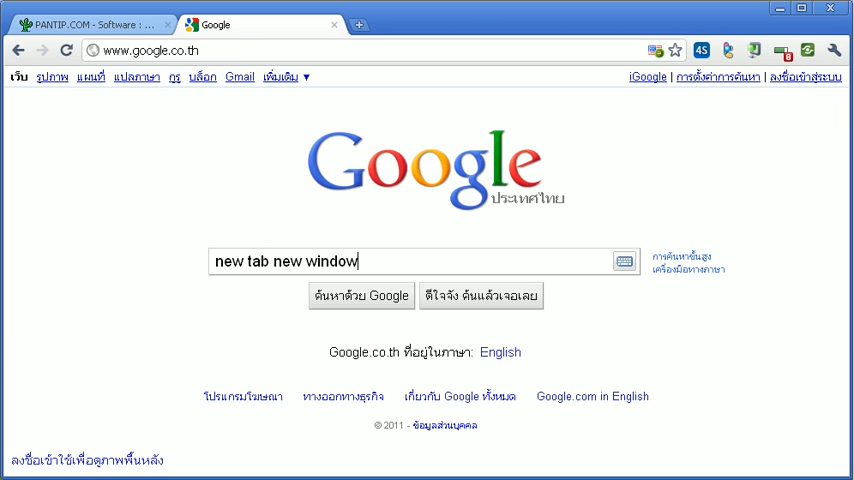 PANTIP.COM - Software : ...
Google
www.google.co.th
4S
B
เว็บ รูปภาพ แผนที่ แปลภาษา กูรู บล็อก Gmail เพิ่มเติม ▼
iGoogle | การตั้งค่าการค้นหา | ลงชื่อเข้าสู่ระบบ
Google
ประเทศไทย
new tab new window
การค้นหาขั้นสูง
เครื่องมือทางภาษา
ค้นหาด้วย Google
ดีใจจัง ค้นแล้วเจอเลย
Google.co.th ที่อยู่ในภาษา: English
โปรแกรมโฆษณา ทางออกทางธุรกิจ เกี่ยวกับ Google ทั้งหมด Google.com in English
© 2011 - ข้อมูลส่วนบุคคล
ลงชื่อเข้าใช้เพื่อดูภาพพื้นหลัง